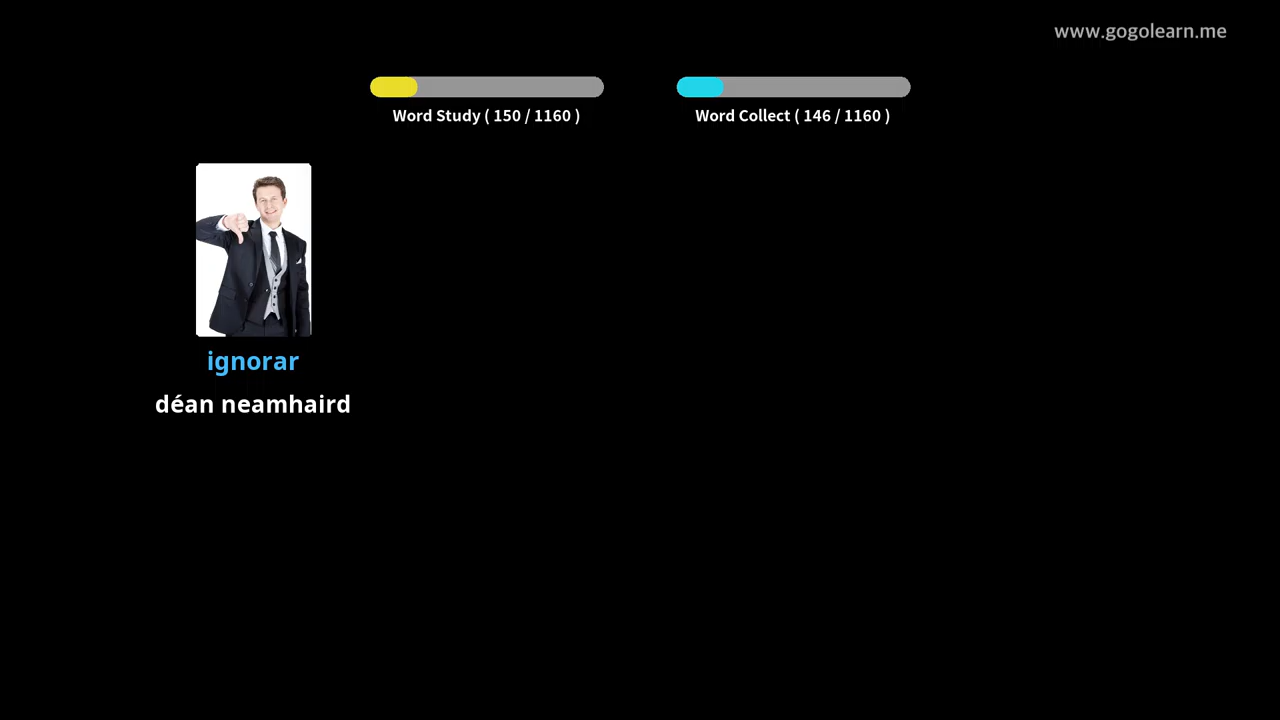 www.gogolearn.me
Word Study ( 150 / 1160 )
Word Collect ( 146 / 1160 )
ignorar
déan neamhaird